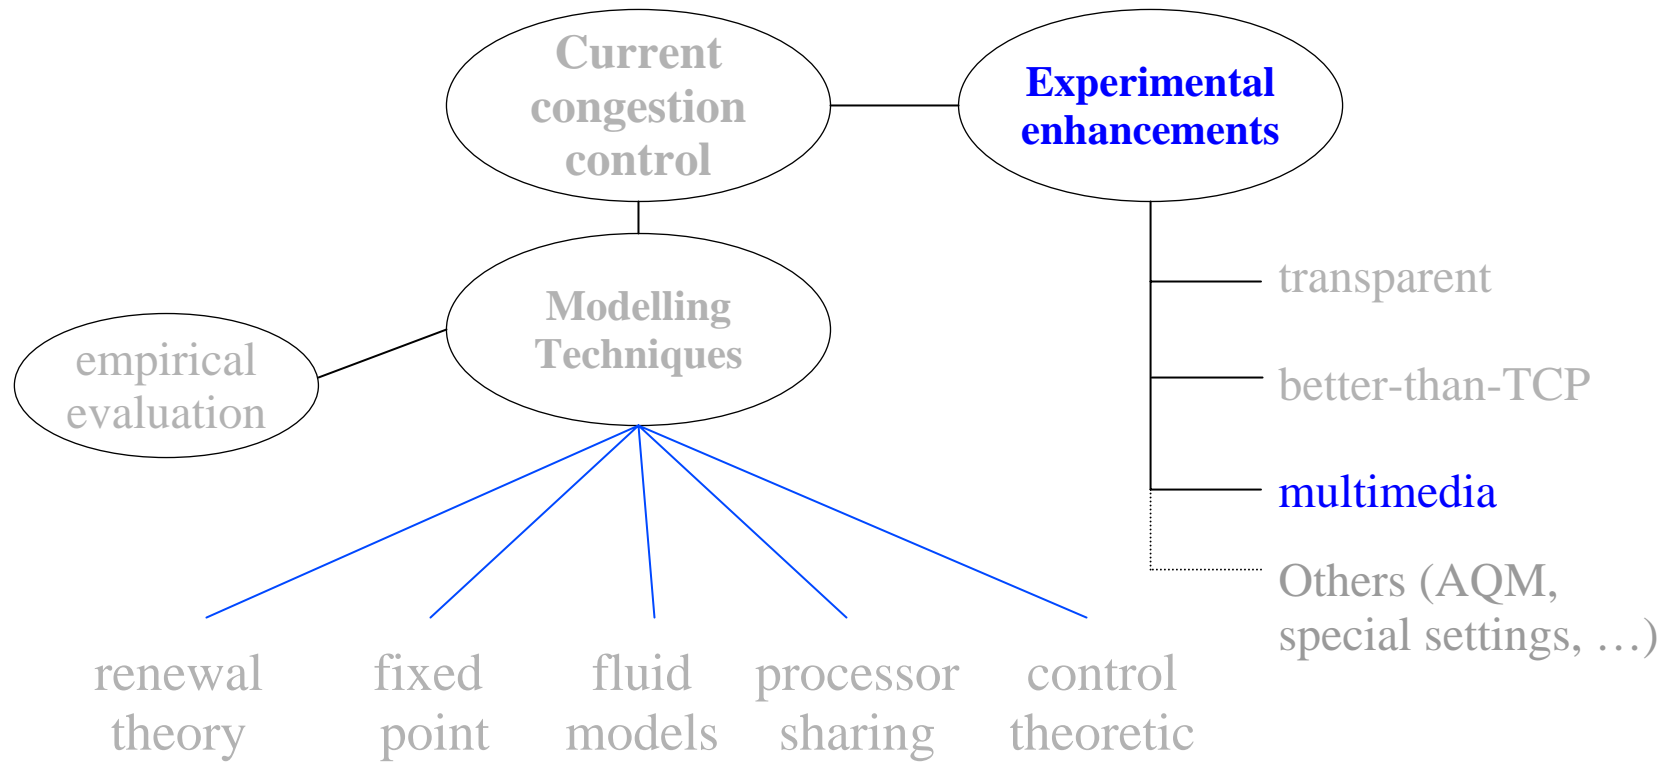 Current
congestion
control
Experimental
enhancements
Modelling
Techniques
empirical
evaluation
transparent
better-than-TCP
multimedia
Others (AQM,
special settings, …)
renewal
theory
fixed
point
fluid
models
processor
sharing
control
theoretic